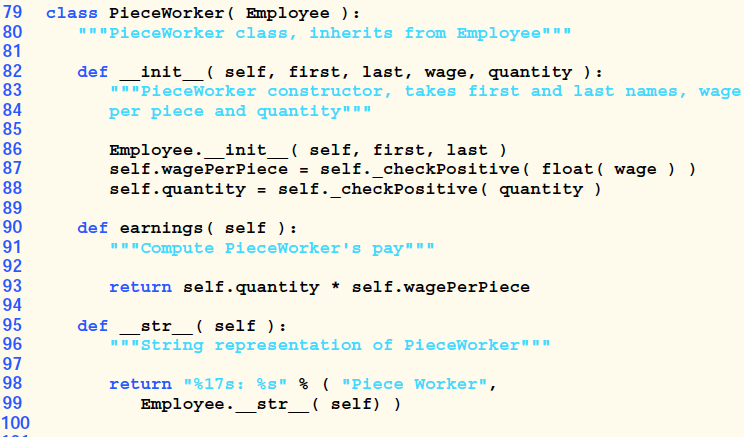 79 class PieceWorker( Employee ):
80 """PieceWorker class, inherits from Employee"""
81
82 def __init__( self, first, last, wage, quantity ):
83 """PieceWorker constructor, takes first and last names, wage
84 per piece and quantity"""
85
86 Employee.__init__( self, first, last )
87 self.wagePerPiece = self._checkPositive( float( wage ) )
88 self.quantity = self._checkPositive( quantity )
89
90 def earnings( self ):
91 """Compute PieceWorker's pay"""
92
93 return self.quantity * self.wagePerPiece
94
95 def __str__( self ):
96 """String representation of PieceWorker"""
97
98 return "%17s: %s" % ( "Piece Worker",
99 Employee.__str__( self) )
100